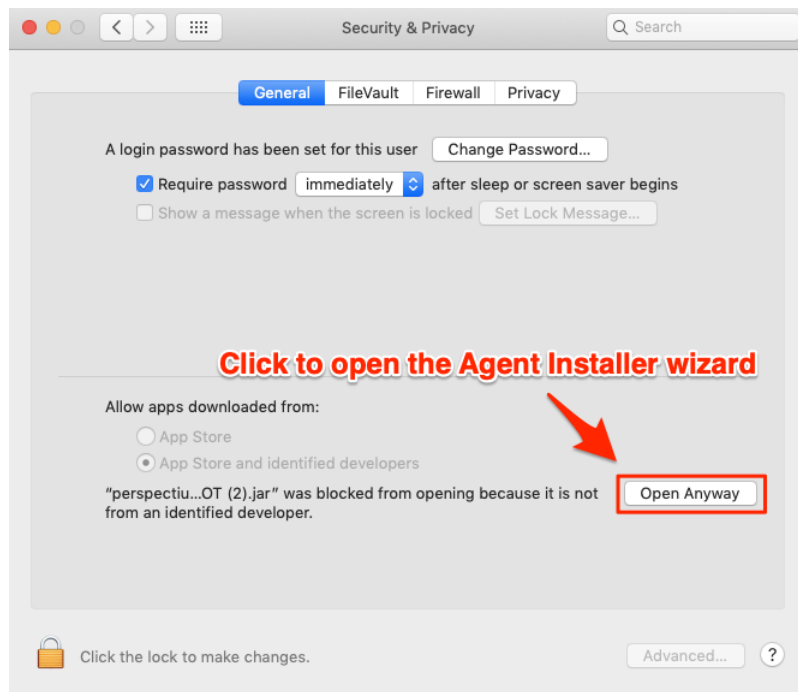 Security & Privacy
Search
General FileVault Firewall Privacy
A login password has been set for this user Change Password...
Require password immediately after sleep or screen saver begins
Show a message when the screen is locked Set Lock Message...
Click to open the Agent Installer wizard
Allow apps downloaded from:
App Store
App Store and identified developers
“perspectiu...OT (2).jar” was blocked from opening because it is not Open Anyway
from an identified developer.
Click the lock to make changes. Advanced... ?